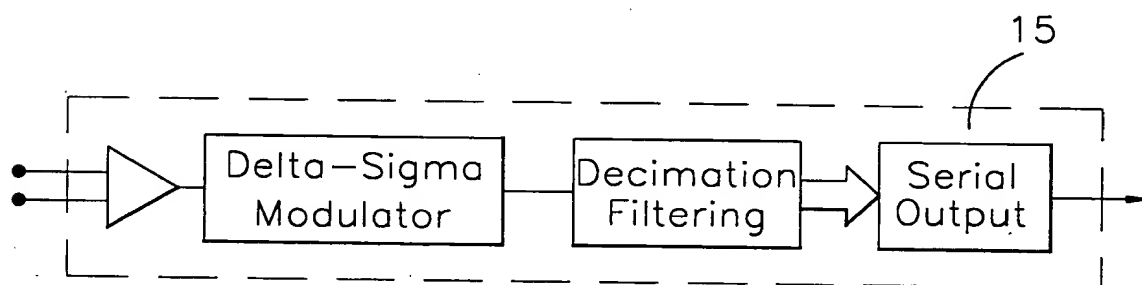 15
Delta-Sigma
Modulator
Decimation
Filtering
Serial
Output